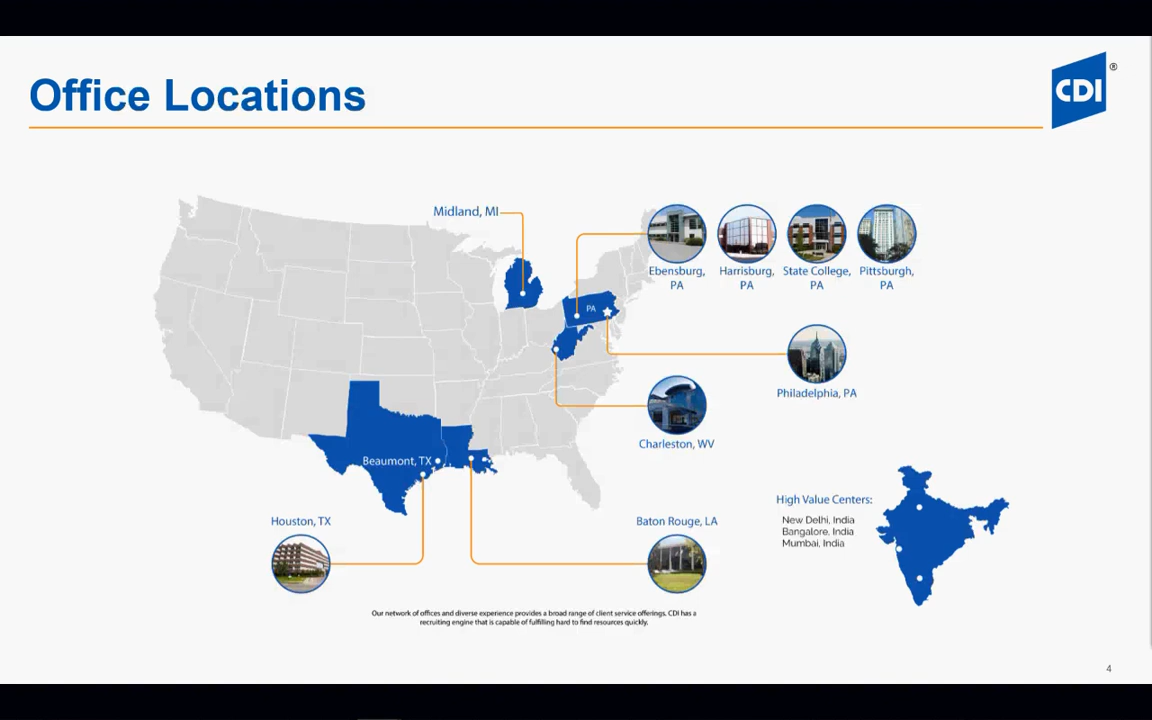 Office Locations
CDI
®
Midland, MI
Ebensburg,
PA
Harrisburg,
PA
State College,
PA
Pittsburgh,
PA
PA
Philadelphia, PA
Charleston, WV
Beaumont, TX
Houston, TX
Baton Rouge, LA
High Value Centers:
New Delhi, India
Bangalore, India
Mumbai, India
Our network of offices and diverse experience provides a broad range of client service offerings. CDI has a
recruiting engine that is capable of fulfilling hard to find resources quickly.
4